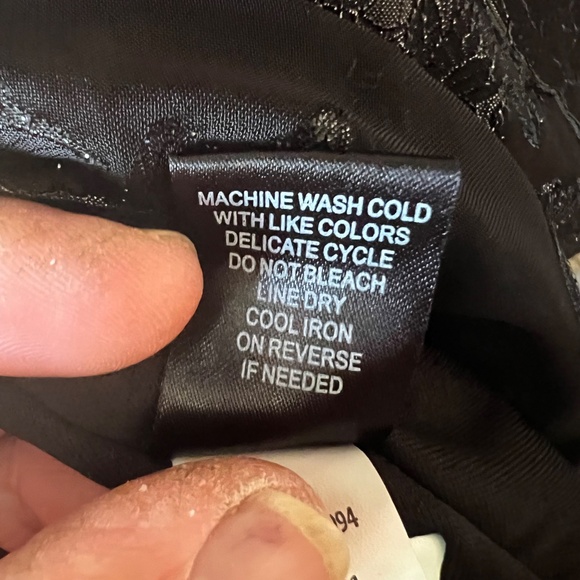 MACHINE WASH COLD
WITH LIKE COLORS
DELICATE CYCLE
DO NOT BLEACH
LINE DRY
COOL IRON
ON REVERSE
IF NEEDED